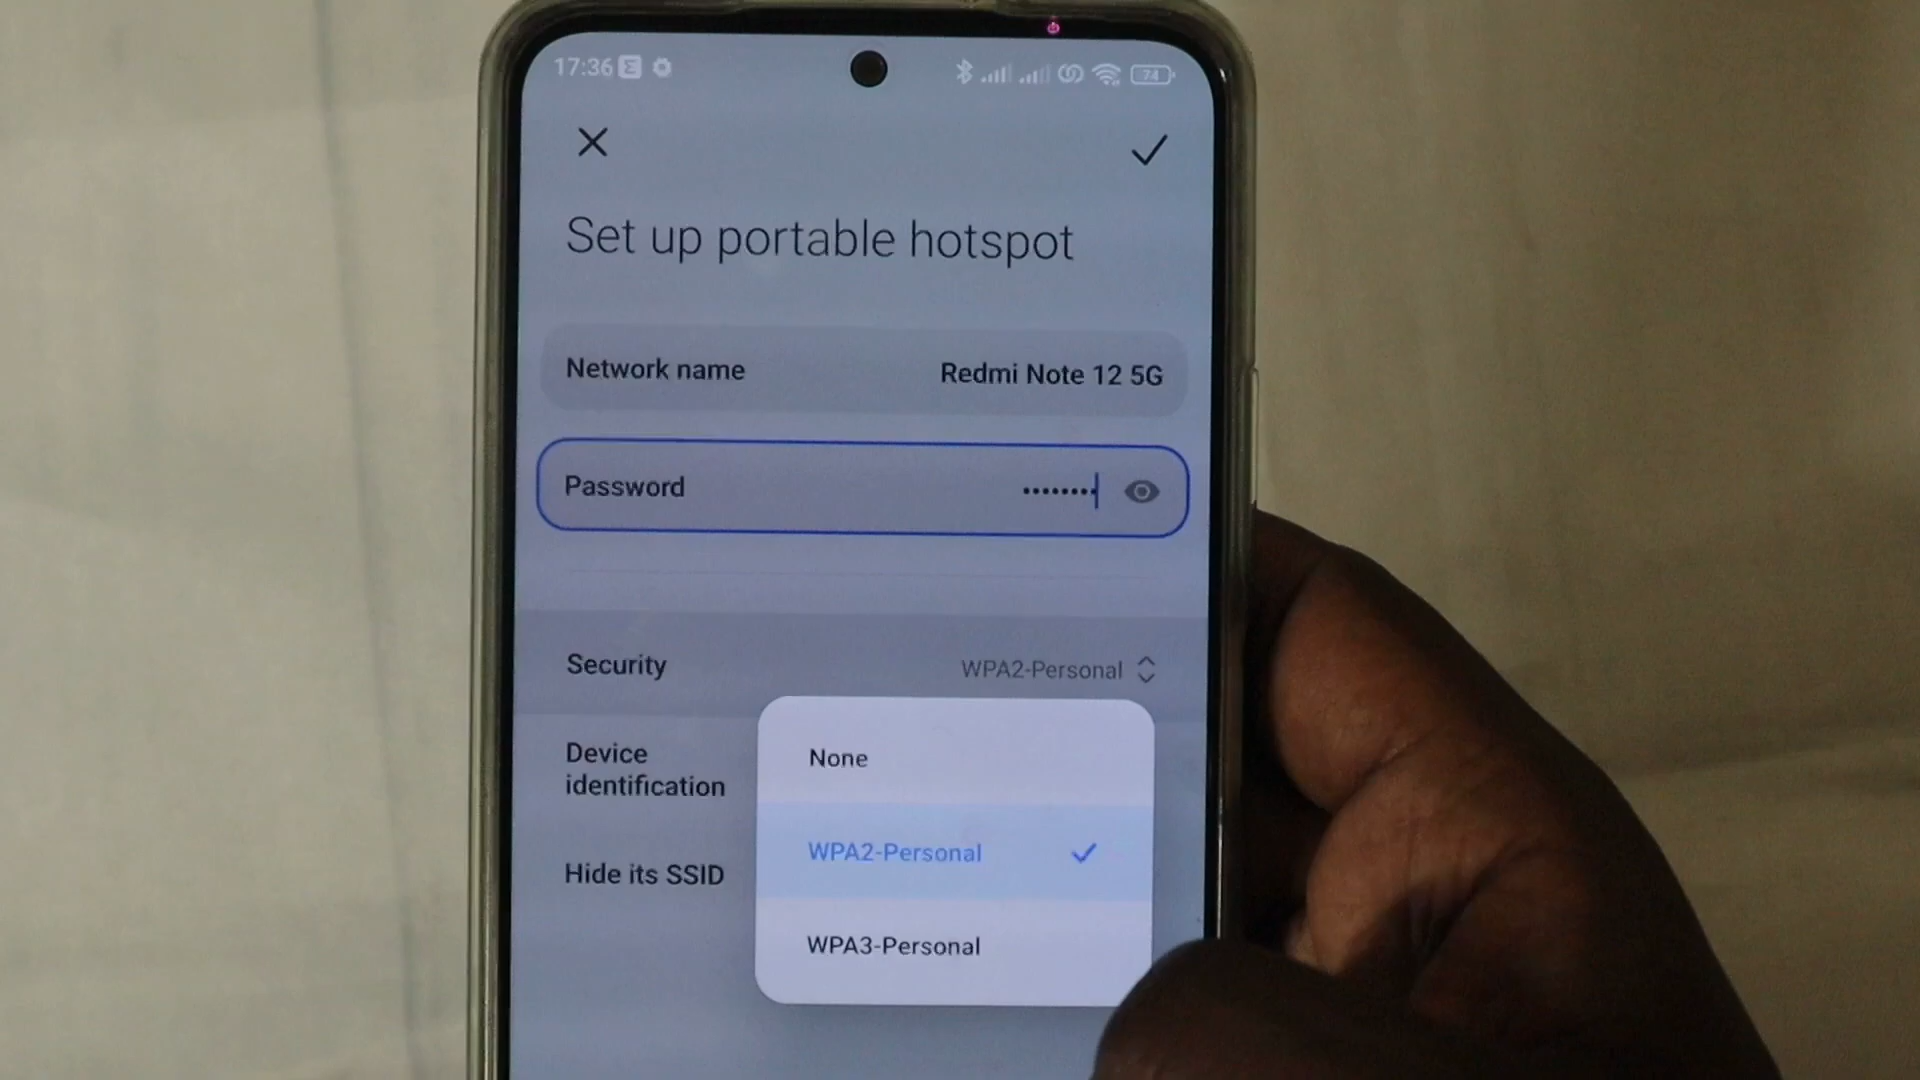 17:36
74
Set up portable hotspot
Network name Redmi Note 12 5G
Password ••••••••
Security WPA2-Personal
None
Device
identification
WPA2-Personal
Hide its SSID
WPA3-Personal